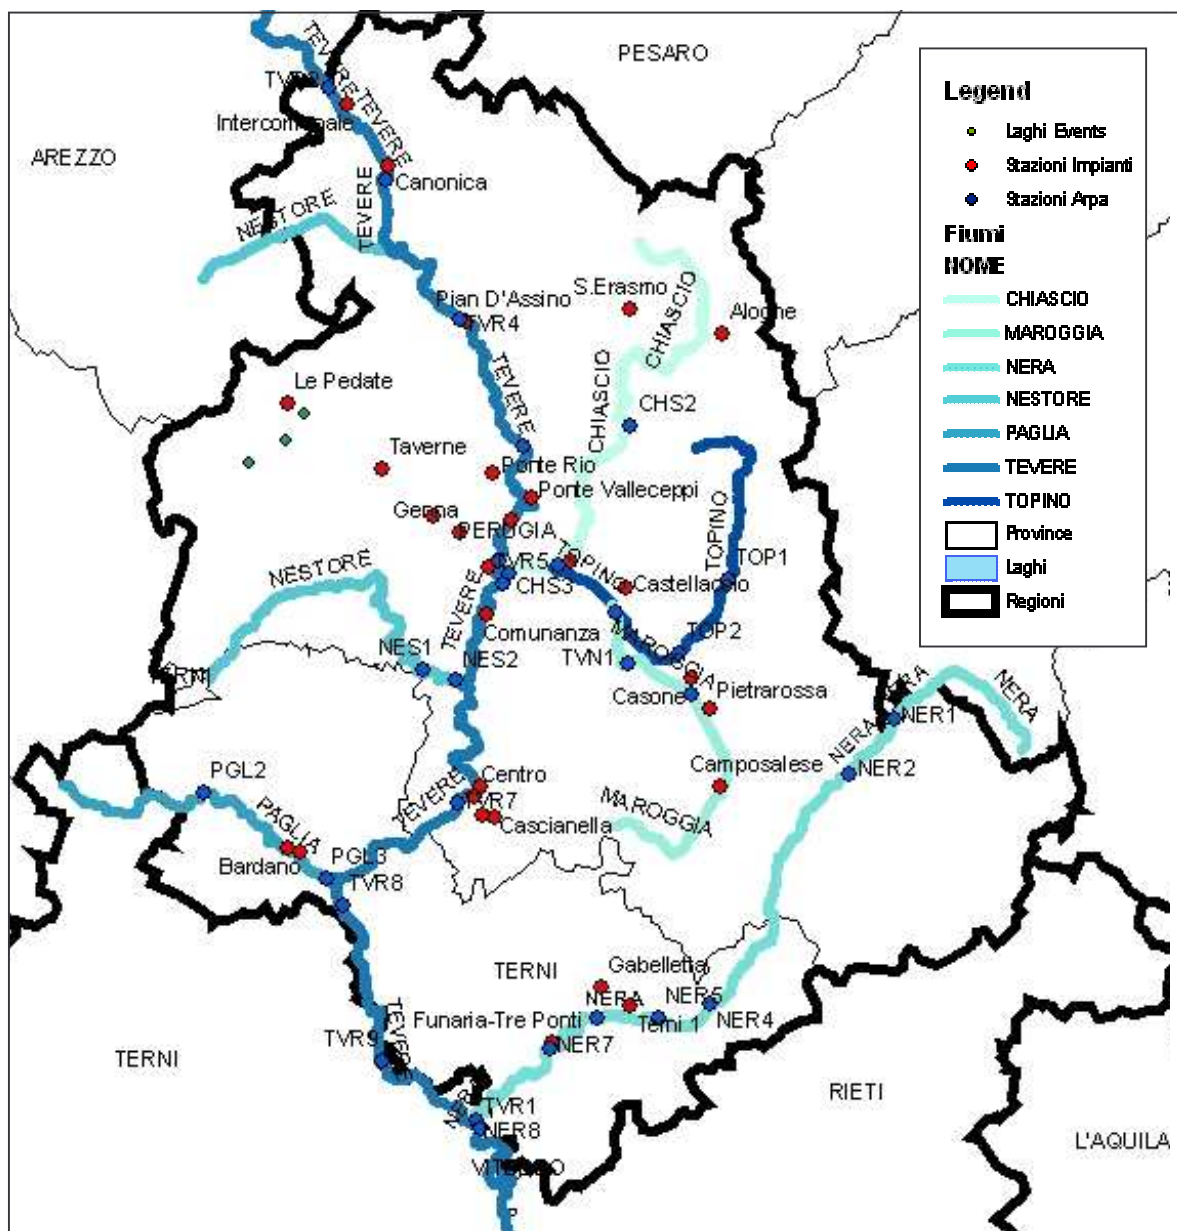 TEVERE
PESARO
Legend
TEVERE
Laghi Events
Intercomunale
AREZZO
Stazioni Impianti
Canonica
Stazioni Arpa
TEVERE
NESTORE
Fiumi
NOME
CHIASCIO
S.Erasmo
Pian D'Assino
TVR4
CHIASCIO
Aloche
MAROGGIA
NERA
Le Pedate
TEVERE
NESTORE
CHIASCIO
CHS2
PAGLIA
Taverne
Ponte Rio
TEVERE
Ponte Valleceppi
TOPINO
TOPINO
Genna
PERUGIA
Province
NESTORE
TVR5
TOPINO
TOP1
Laghi
CHS3
Castellaccio
Regioni
TEVERE
Comunanza
MAROGGIA
TOP2
NES1
NES2
TVN1
Casone
Pietrarossa
NERA
NERA
NER1
NERA
PGL2
Centro
Camposalese
NER2
TEVERE
TVR7
Cascianella
MAROGGIA
PAGLIA
PGL3
Bardano
TVR8
TERNI
Gabelletta
NERA
NER5
Funaria-Tre Ponti
Terni 1
NER4
TEVERE
TVR9
NER7
TERNI
RIETI
TVR1
NER8
L'AQUILA
VITERBO